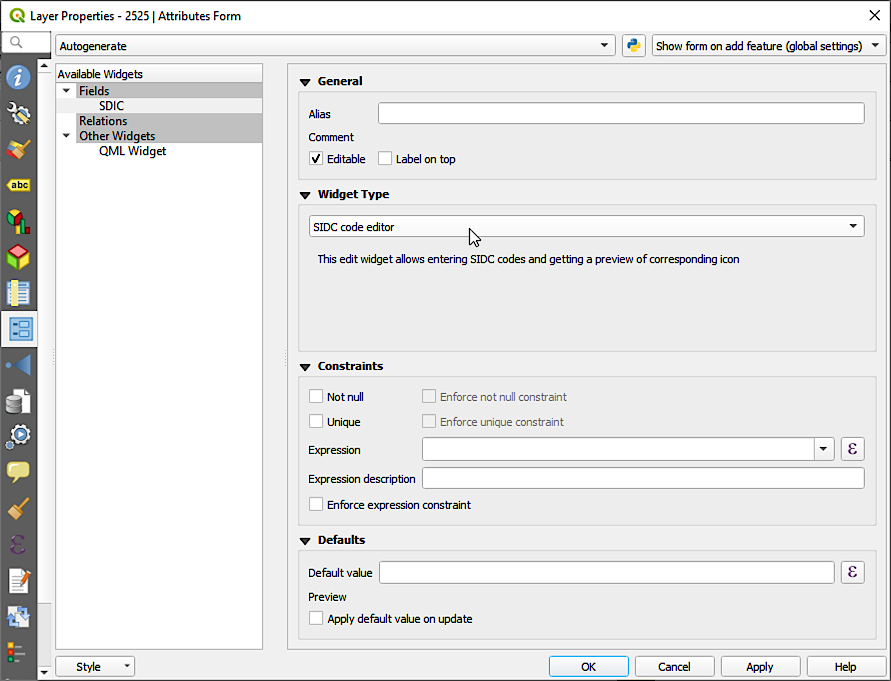 Layer Properties - 2525 | Attributes Form
Autogenerate
Show form on add feature (global settings)
Available Widgets
Fields
SDIC
Relations
Other Widgets
QML Widget
General
Alias
Comment
Editable
Label on top
Widget Type
SIDC code editor
This edit widget allows entering SIDC codes and getting a preview of corresponding icon
Constraints
Not null
Enforce not null constraint
Unique
Enforce unique constraint
Expression
ε
Expression description
Enforce expression constraint
Defaults
Default value
ε
Preview
Apply default value on update
abc
Style
OK
Cancel
Apply
Help